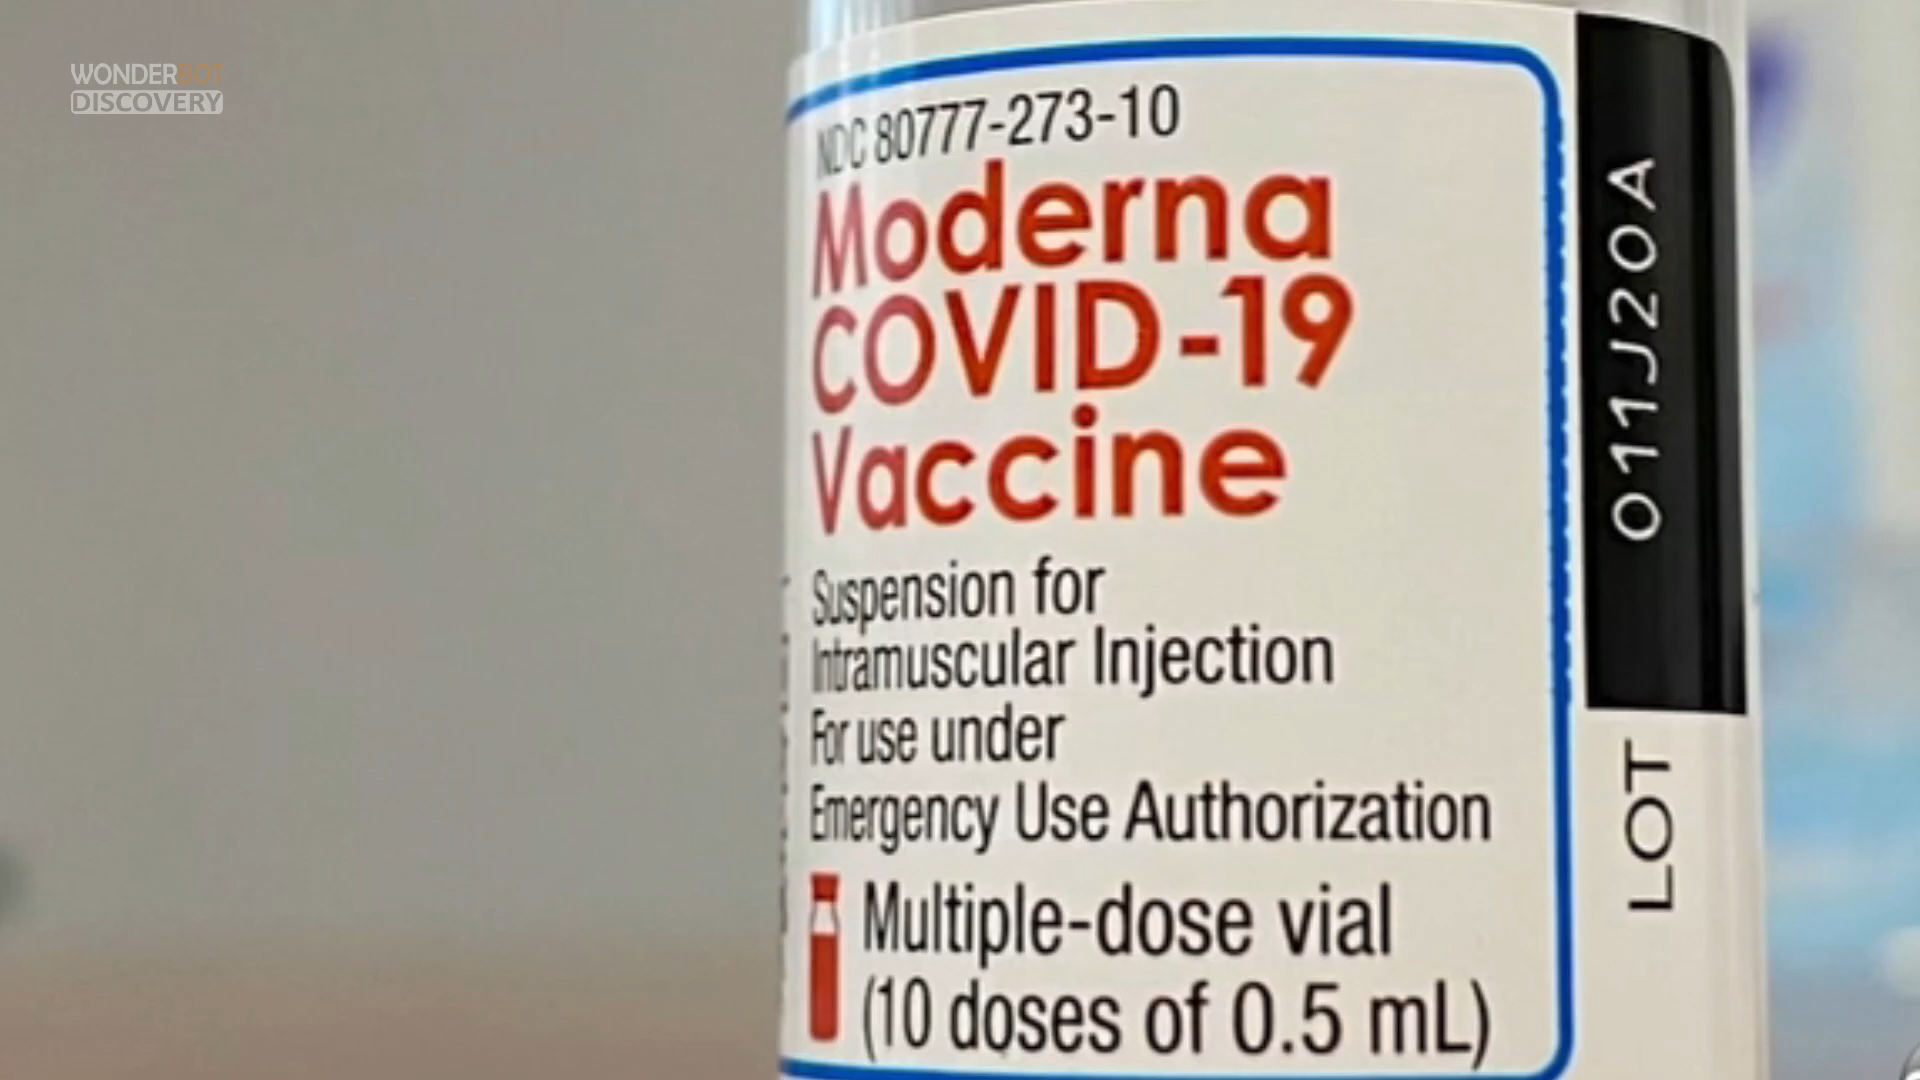 WONDERBOT
DISCOVERY
NDC 80777-273-10
Moderna
COVID-19
Vaccine
Suspension for
Intramuscular Injection
For use under
Emergency Use Authorization
Multiple-dose vial
(10 doses of 0.5 mL)
LOT 011J20A